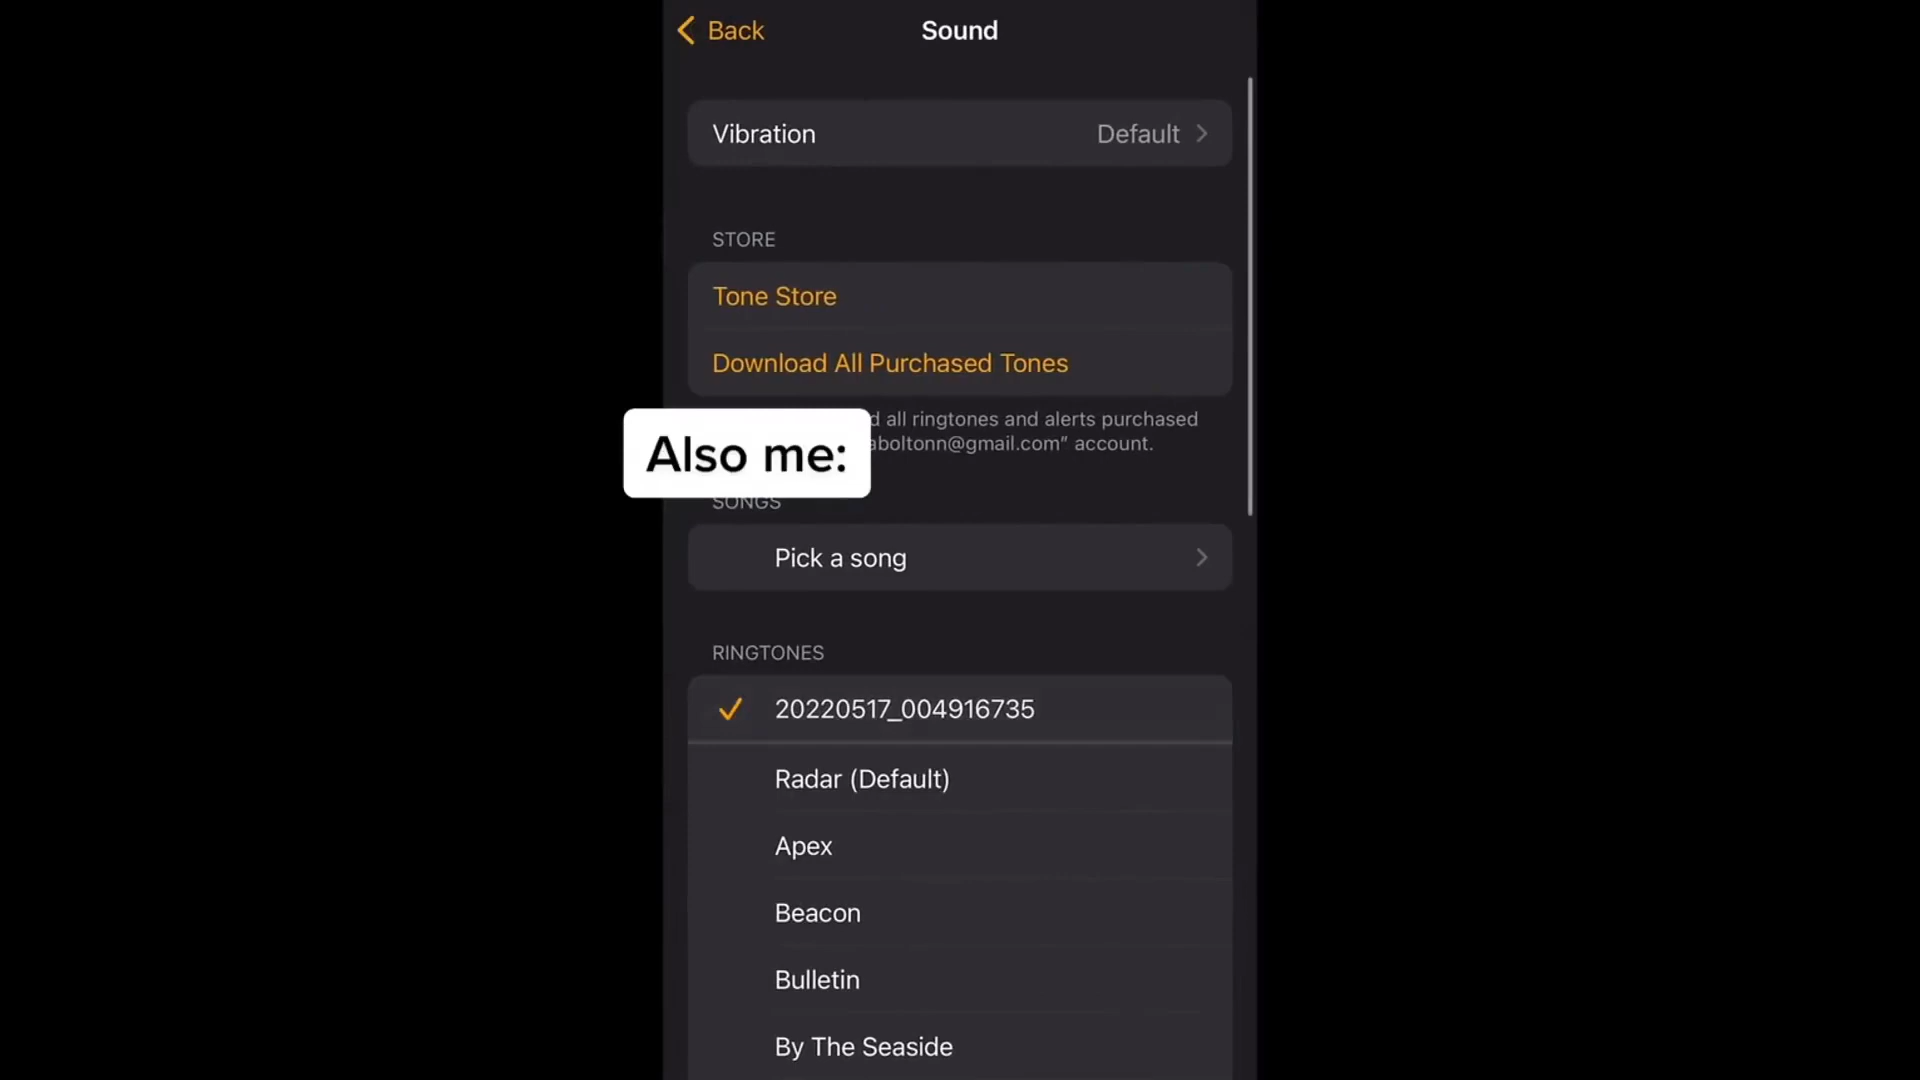 Back
Sound
Vibration
Default
STORE
Tone Store
Download All Purchased Tones
all ringtones and alerts purchased
aboltonn@gmail.com” account.
Also me:
SONGS
Pick a song
RINGTONES
20220517_004916735
Radar (Default)
Apex
Beacon
Bulletin
By The Seaside